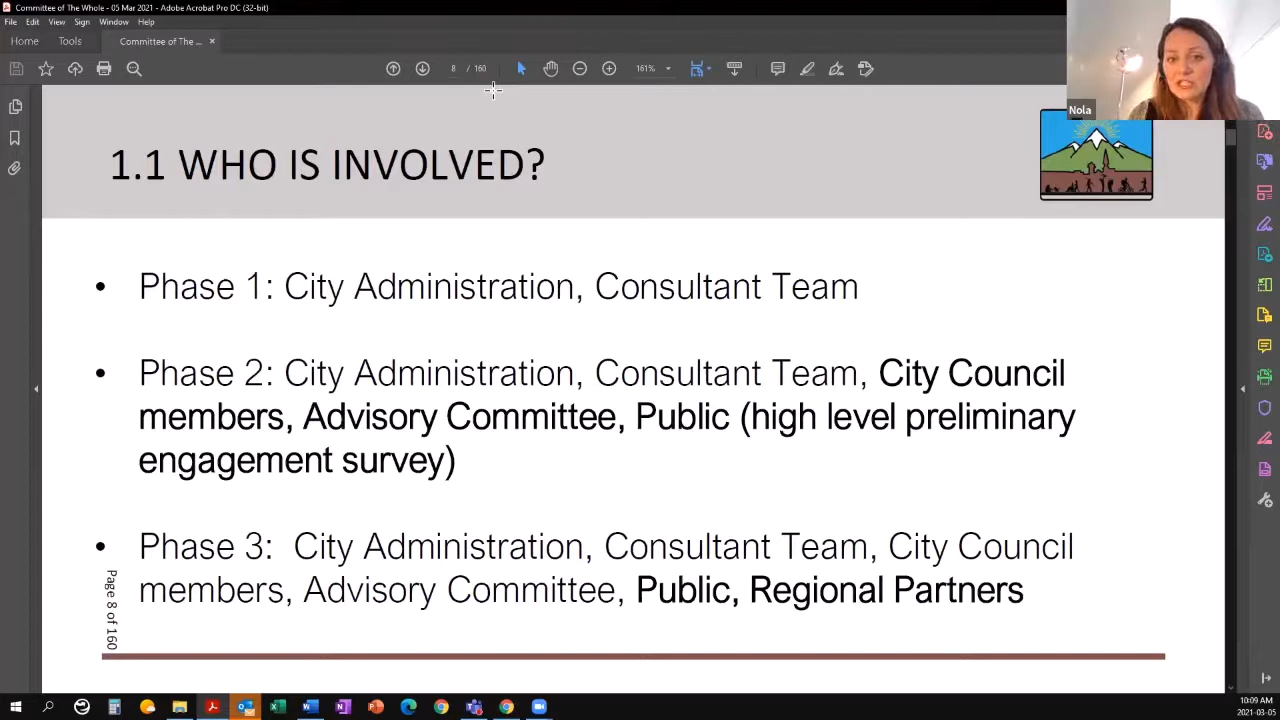 Committee of The Whole - 05 Mar 2021 - Adobe Acrobat Pro DC (32-bit)
File Edit View Sign Window Help
Home Tools Committee of The ... ×
8 / 160 161%
Nola
1.1 WHO IS INVOLVED?
• Phase 1: City Administration, Consultant Team
• Phase 2: City Administration, Consultant Team, City Council
members, Advisory Committee, Public (high level preliminary
engagement survey)
• Phase 3: City Administration, Consultant Team, City Council
members, Advisory Committee, Public, Regional Partners
Page 8 of 160
10:09 AM
2021-03-05